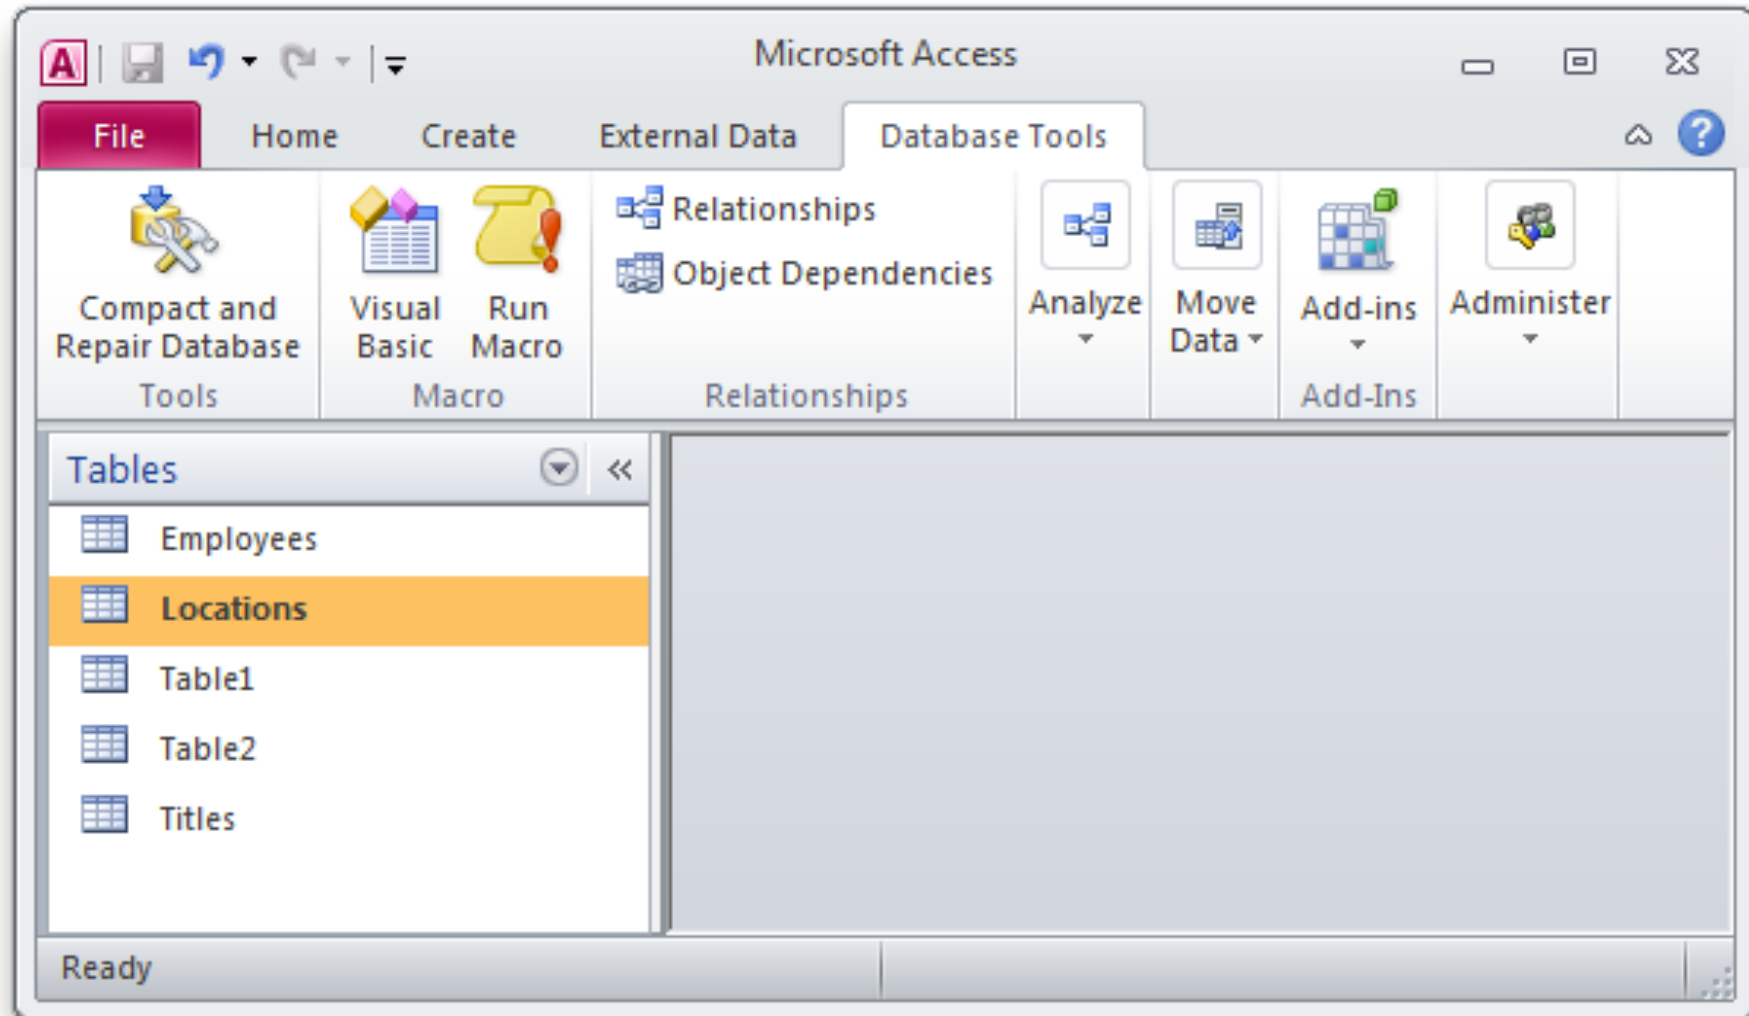 A
Microsoft Access
File
Home
Create
External Data
Database Tools
?
Compact and
Repair Database
Tools
Visual
Basic
Run
Macro
Macro
Relationships
Object Dependencies
Relationships
Analyze
Move
Data
Add-ins
Add-Ins
Administer
Tables
Employees
Locations
Table1
Table2
Titles
Ready